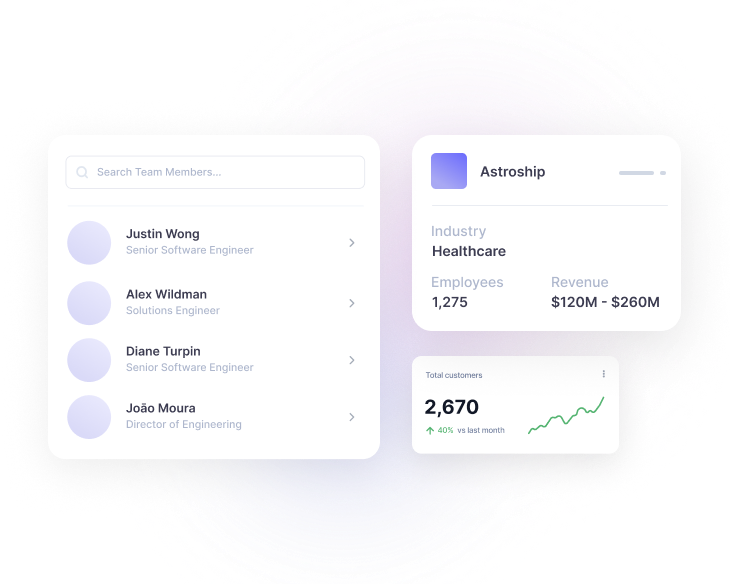 Search Team Members...
Justin Wong
Senior Software Engineer
Alex Wildman
Solutions Engineer
Diane Turpin
Senior Software Engineer
João Moura
Director of Engineering
Astroship
Industry
Healthcare
Employees Revenue
1,275 $120M - $260M
Total customers
2,670
40% vs last month